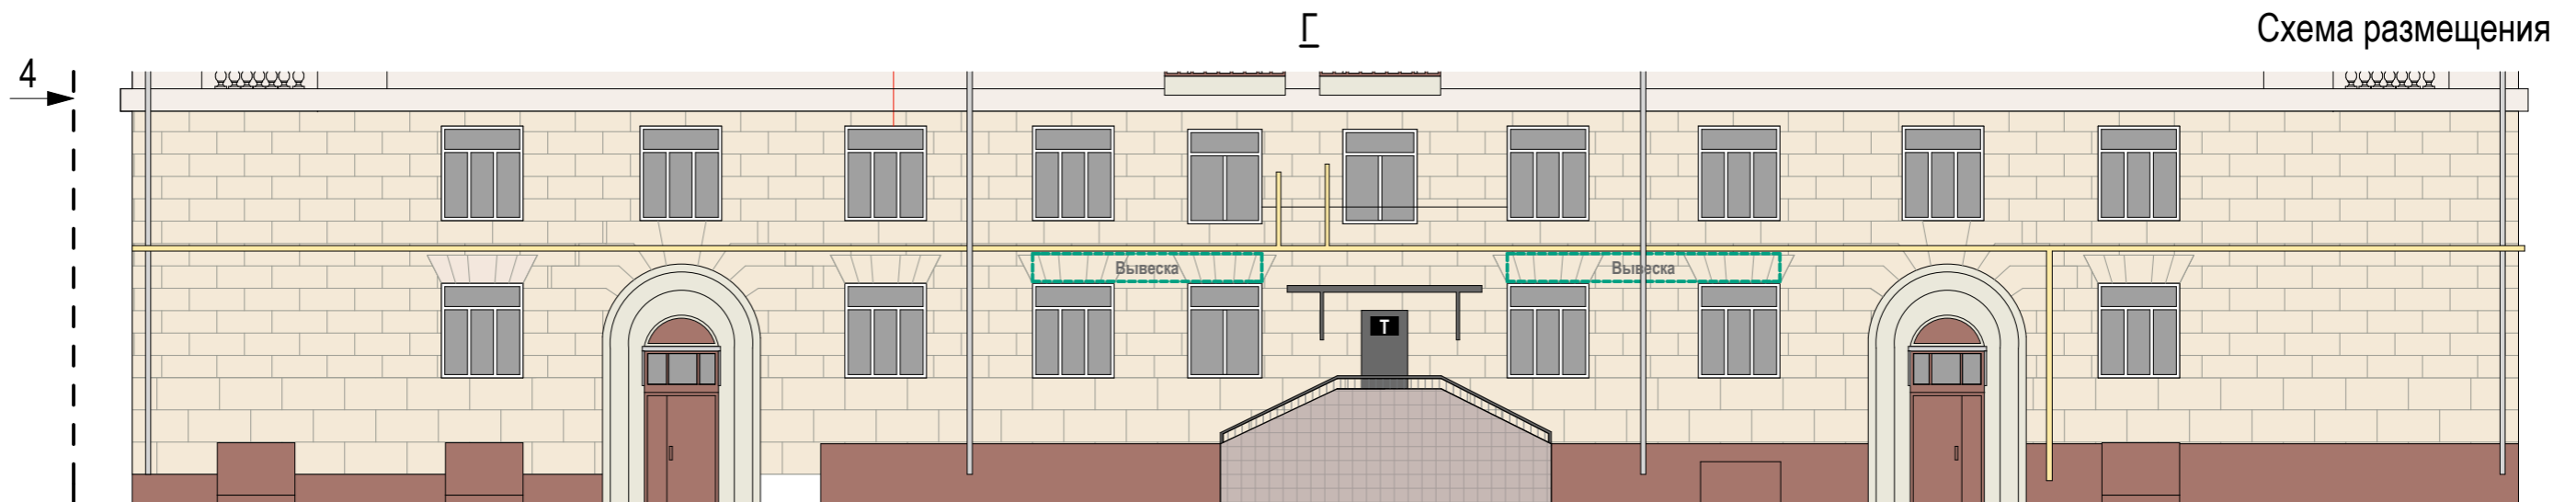 Г
Схема размещения
4
Вывеска
Вывеска
Т